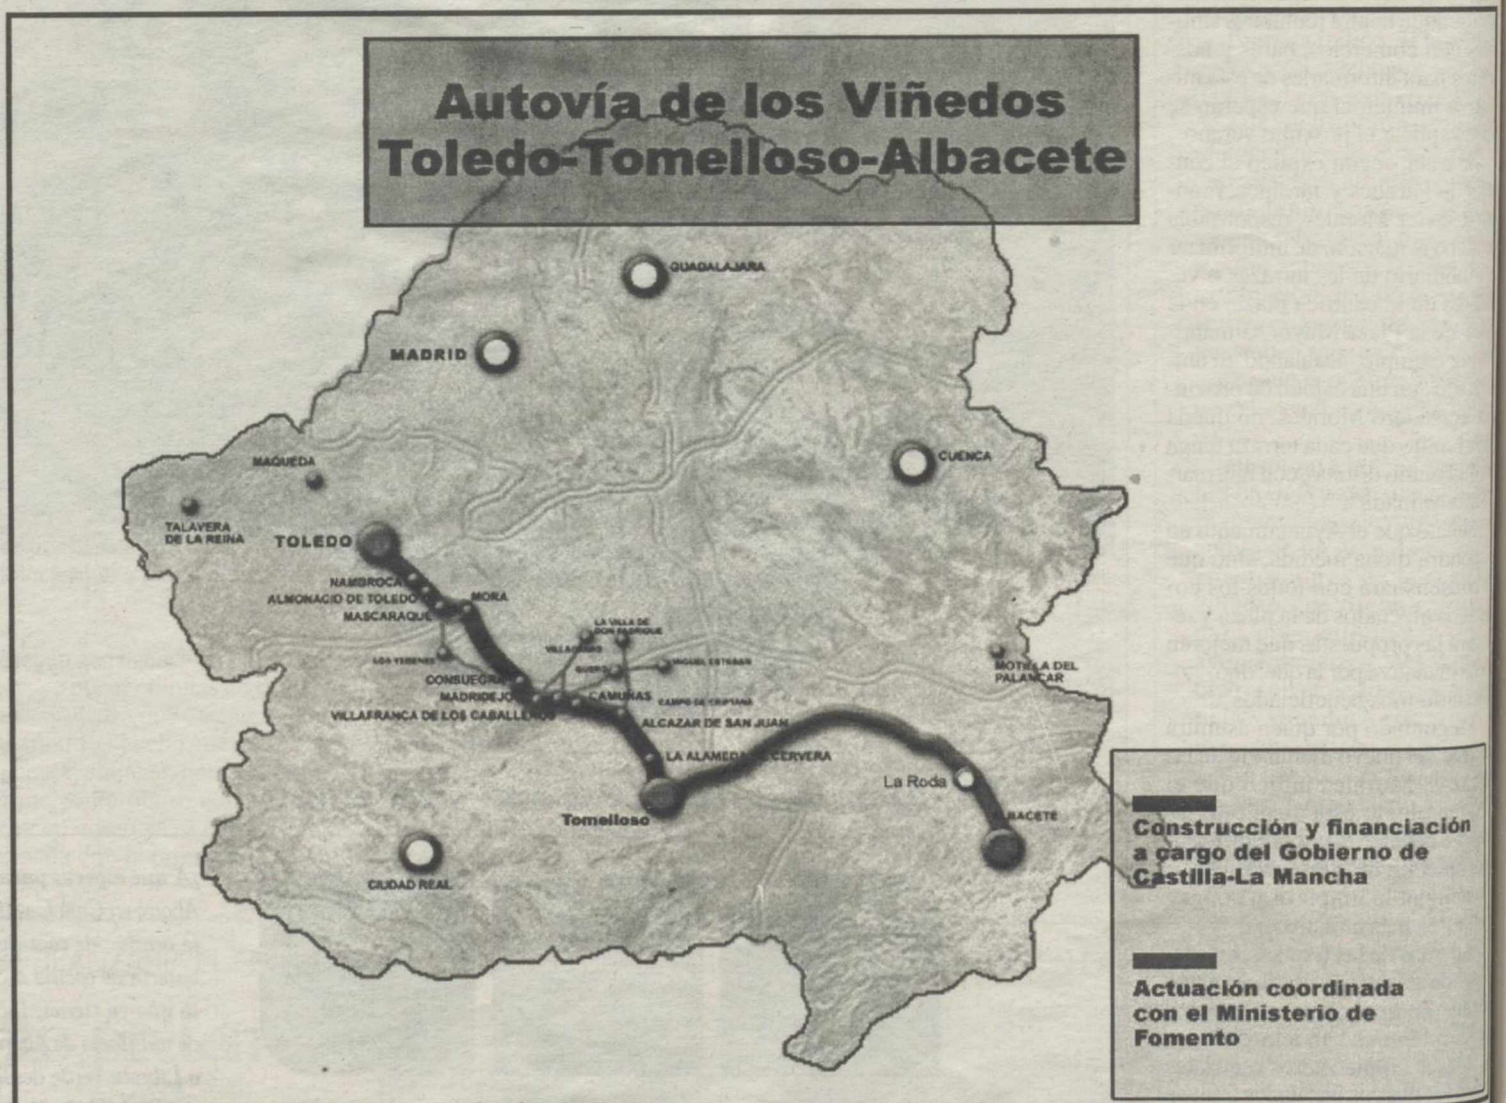 Autovía de los Viñedos
Toledo-Tomelloso-Albacete
GUADALAJARA
MADRID
CUENCA
MAQUEDA
TALAVERA
DE LA REINA
TOLEDO
NAMBROCA
ALMONACID DE TOLEDO
MASCARAQUE
MORA
LA VILLA DE
DON FADRIQUE
VILLACAÑAS
LOS YEBENES
QUERO
MIGUEL ESTEBAN
MOTILLA DEL
PALANCAR
CONSUEGRA
MADRIDEJO
CAMUÑAS
CAMPO DE CRIPTANA
VILLAFRANCA DE LOS CABALLEROS
ALCAZAR DE SAN JUAN
LA ALAMEDA DE CERVERA
La Roda
Tomelloso
ALBACETE
CIUDAD REAL
Construcción y financiación
a cargo del Gobierno de
Castilla-La Mancha
Actuación coordinada
con el Ministerio de
Fomento